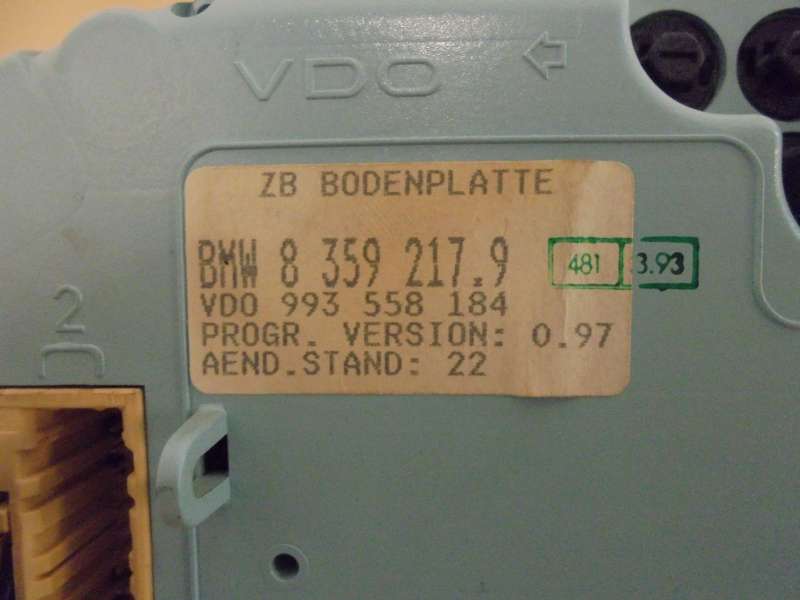 VDO
ZB BODENPLATTE
BMW 8 359 217.9
481 3.93
VDO 993 558 184
PROGR. VERSION: 0.97
AEND.STAND: 22
2